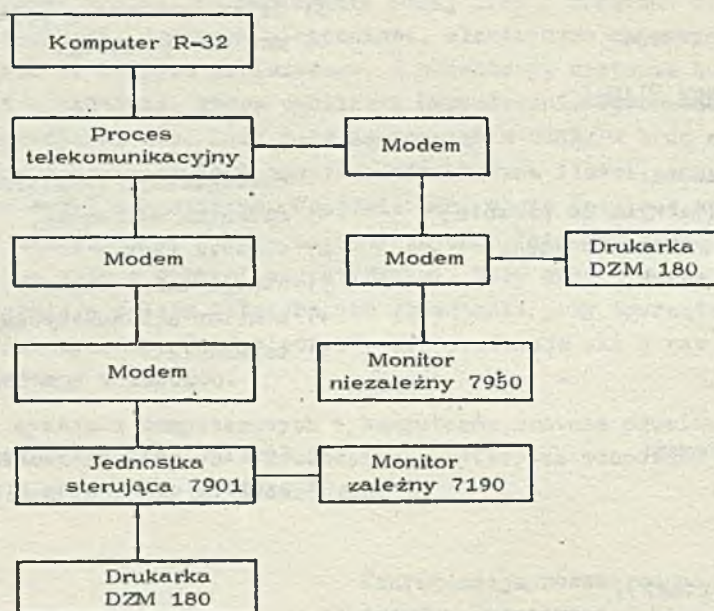 Komputer R-32
Proces
telekomunikacyjny
Modem
Modem
Modem
Drukarka
DZM 180
Modem
Monitor
niezależny 7950
Jednostka
sterująca 7901
Monitor
zależny 7190
Drukarka
DZM 180